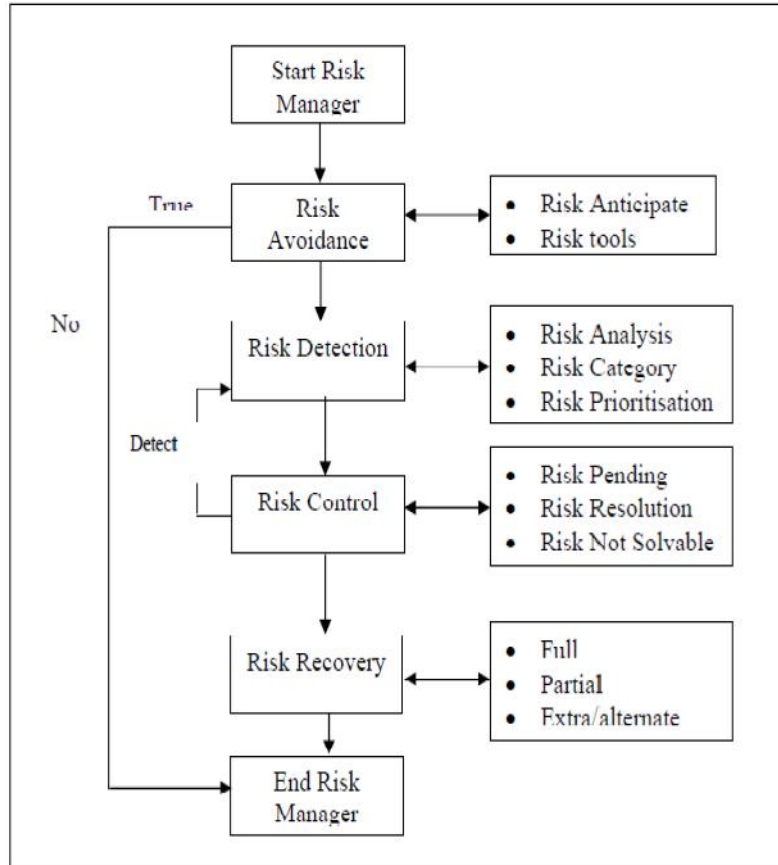 Start Risk
Manager
True
Risk
Avoidance
• Risk Anticipate
• Risk tools
No
Risk Detection
• Risk Analysis
• Risk Category
• Risk Prioritisation
Detect
Risk Control
• Risk Pending
• Risk Resolution
• Risk Not Solvable
Risk Recovery
• Full
• Partial
• Extra/alternate
End Risk
Manager